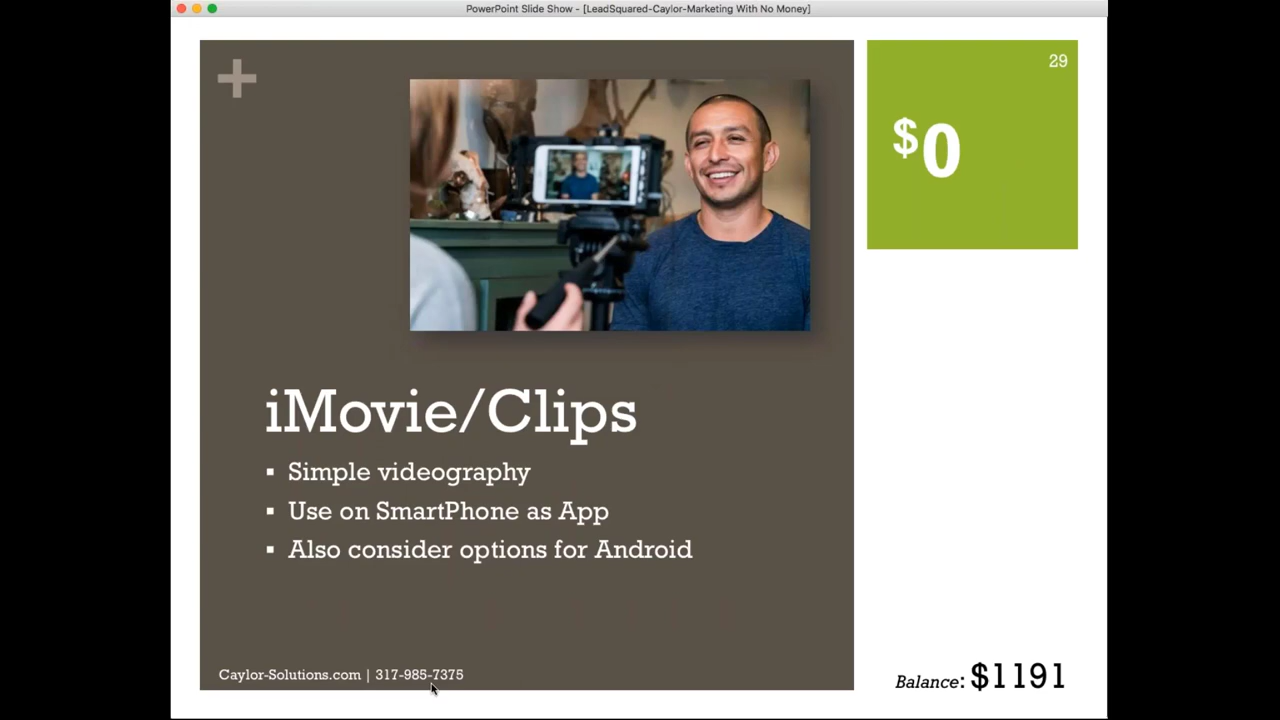 PowerPoint Slide Show - [LeadSquared-Caylor-Marketing With No Money]
29
$0
iMovie/Clips
▪ Simple videography
▪ Use on SmartPhone as App
▪ Also consider options for Android
Caylor-Solutions.com | 317-985-7375
Balance: $1191